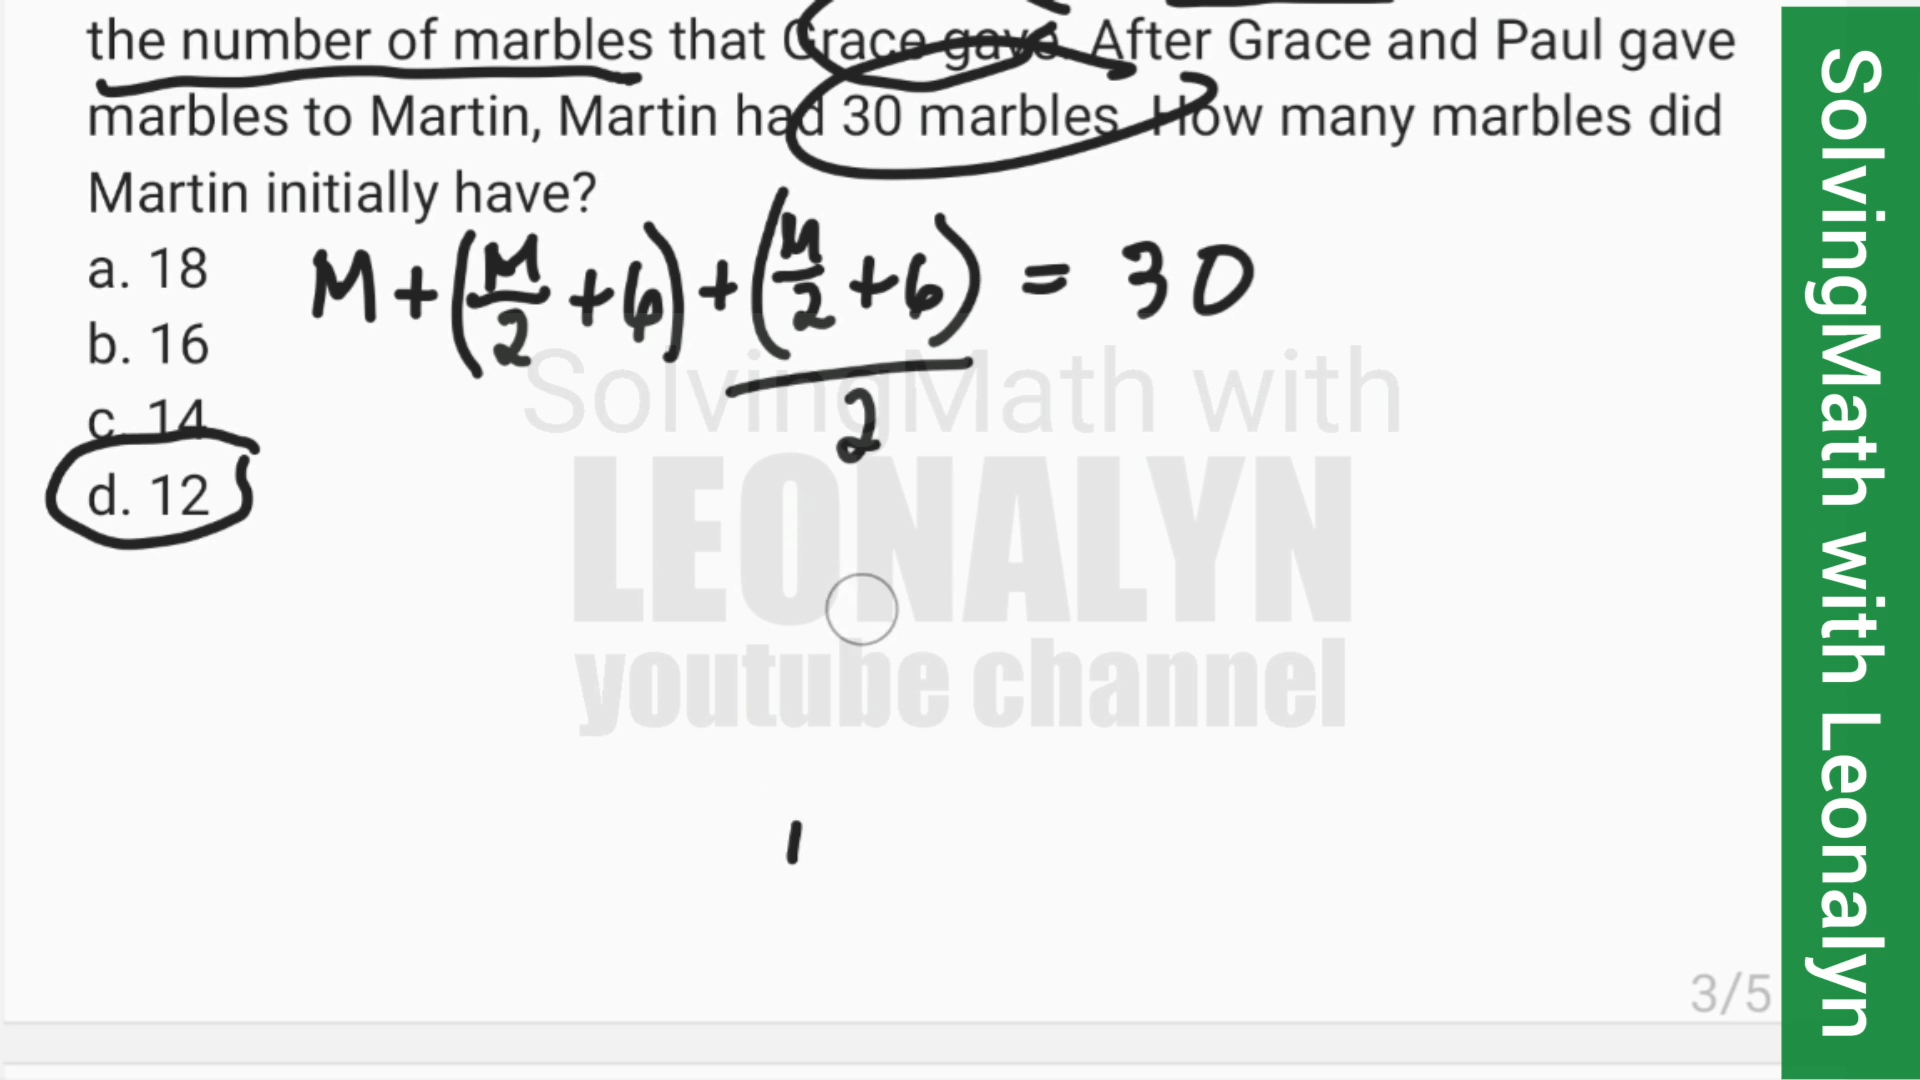 the number of marbles that Grace gave. After Grace and Paul gave
marbles to Martin, Martin had 30 marbles. How many marbles did
Martin initially have?
a. 18
b. 16
c. 14
d. 12
M + (M/2 + 6) + (M/2 + 6)/2 = 30
SolvingMath with
LEONALYN
youtube channel
1
3/5
SolvingMath with Leonalyn